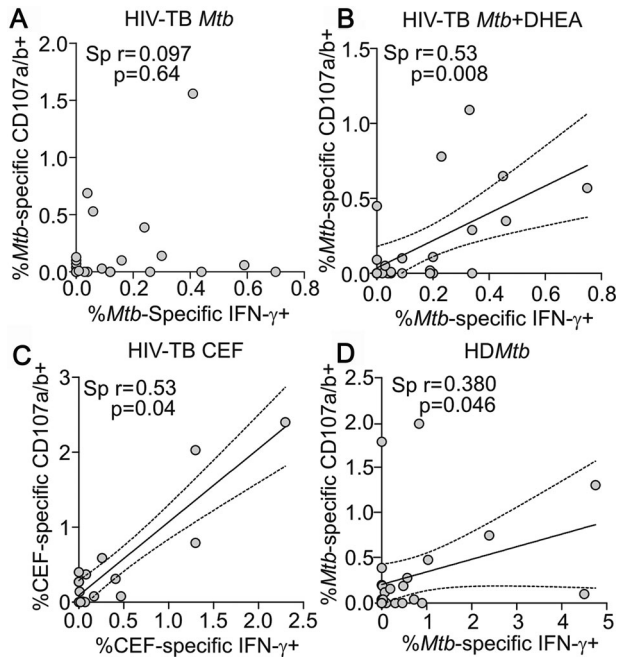 A
HIV-TB Mtb
Sp r=0.097
p=0.64
%Mtb-specific CD107a/b+
2.0
1.5
1.0
0.5
0.0
0.0 0.2 0.4 0.6 0.8
%Mtb-Specific IFN-γ+
B
HIV-TB Mtb+DHEA
Sp r=0.53
p=0.008
%Mtb-specific CD107a/b+
1.5
1.0
0.5
0.0
0.0 0.2 0.4 0.6 0.8
%Mtb-specific IFN-γ+
C
HIV-TB CEF
Sp r=0.53
p=0.04
%CEF-specific CD107a/b+
3
2
1
0
0.0 0.5 1.0 1.5 2.0 2.5
%CEF-specific IFN-γ+
D
HDMtb
Sp r=0.380
p=0.046
%Mtb-specific CD107a/b+
2.5
2.0
1.5
1.0
0.5
0.0
0 1 2 3 4 5
%Mtb-specific IFN-γ+